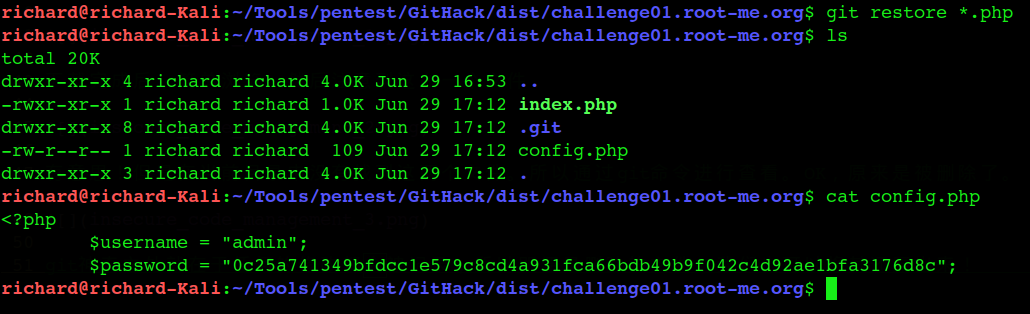 richard@richard-Kali:~/Tools/pentest/GitHack/dist/challenge01.root-me.org$ git restore *.php
richard@richard-Kali:~/Tools/pentest/GitHack/dist/challenge01.root-me.org$ ls
total 20K
drwxr-xr-x 4 richard richard 4.0K Jun 29 16:53 ..
-rwxr-xr-x 1 richard richard 1.0K Jun 29 17:12 index.php
drwxr-xr-x 8 richard richard 4.0K Jun 29 17:12 .git
-rw-r--r-- 1 richard richard  109 Jun 29 17:12 config.php
drwxr-xr-x 3 richard richard 4.0K Jun 29 17:12 .
richard@richard-Kali:~/Tools/pentest/GitHack/dist/challenge01.root-me.org$ cat config.php
<?php
        $username = "admin";
        $password = "0c25a741349bfdcc1e579c8cd4a931fca66bdb49b9f042c4d92ae1bfa3176d8c";
richard@richard-Kali:~/Tools/pentest/GitHack/dist/challenge01.root-me.org$